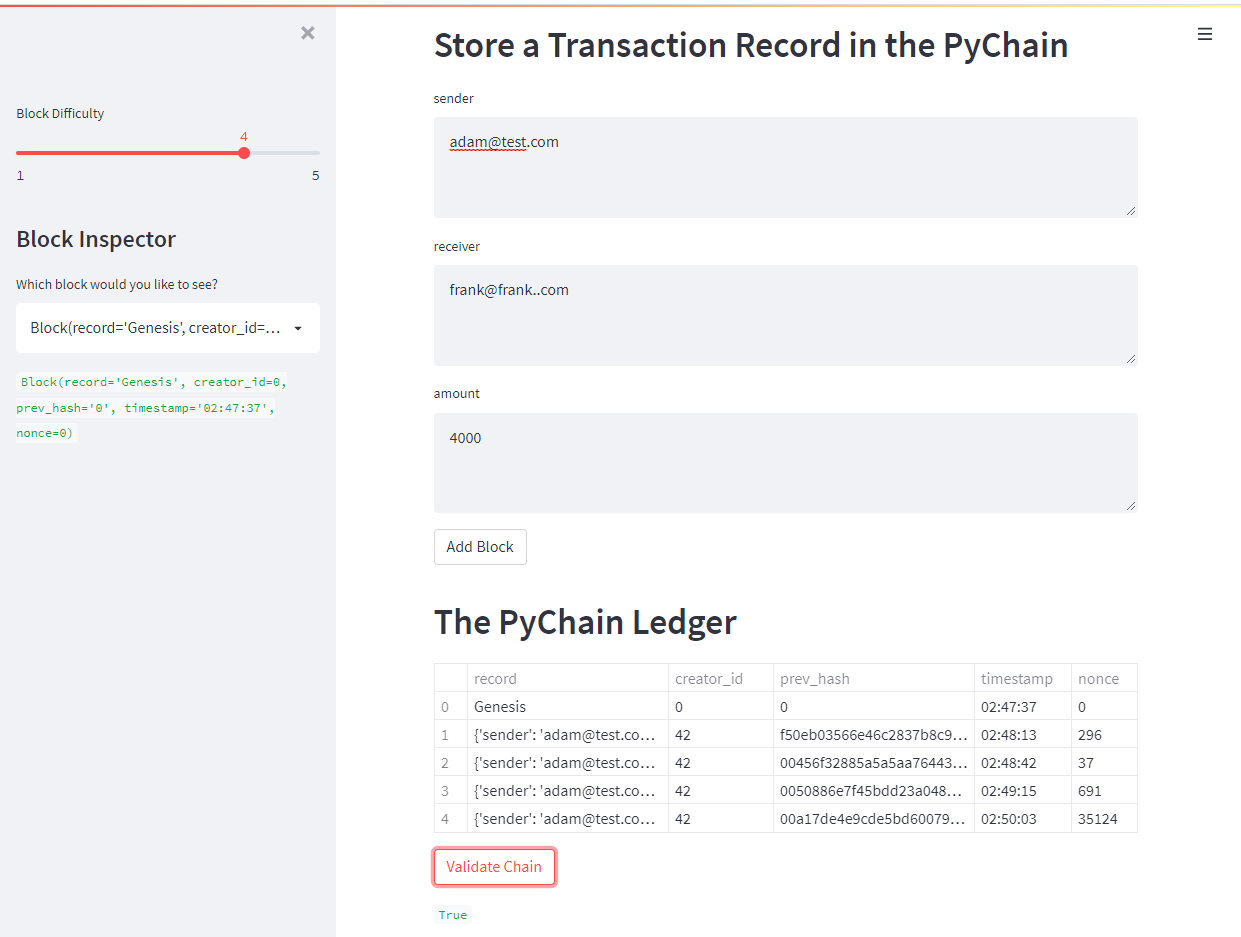 Block Difficulty
4
1 5
Block Inspector
Which block would you like to see?
Block(record='Genesis', creator_id=...
Block(record='Genesis', creator_id=0,
prev_hash='0', timestamp='02:47:37',
nonce=0)
Store a Transaction Record in the PyChain
sender
adam@test.com
receiver
frank@frank..com
amount
4000
Add Block
The PyChain Ledger
record creator_id prev_hash timestamp nonce
0 Genesis 0 0 02:47:37 0
1 {'sender': 'adam@test.co... 42 f50eb03566e46c2837b8c9... 02:48:13 296
2 {'sender': 'adam@test.co... 42 00456f32885a5a5aa76443... 02:48:42 37
3 {'sender': 'adam@test.co... 42 0050886e7f45bdd23a048... 02:49:15 691
4 {'sender': 'adam@test.co... 42 00a17de4e9cde5bd60079... 02:50:03 35124
Validate Chain
True